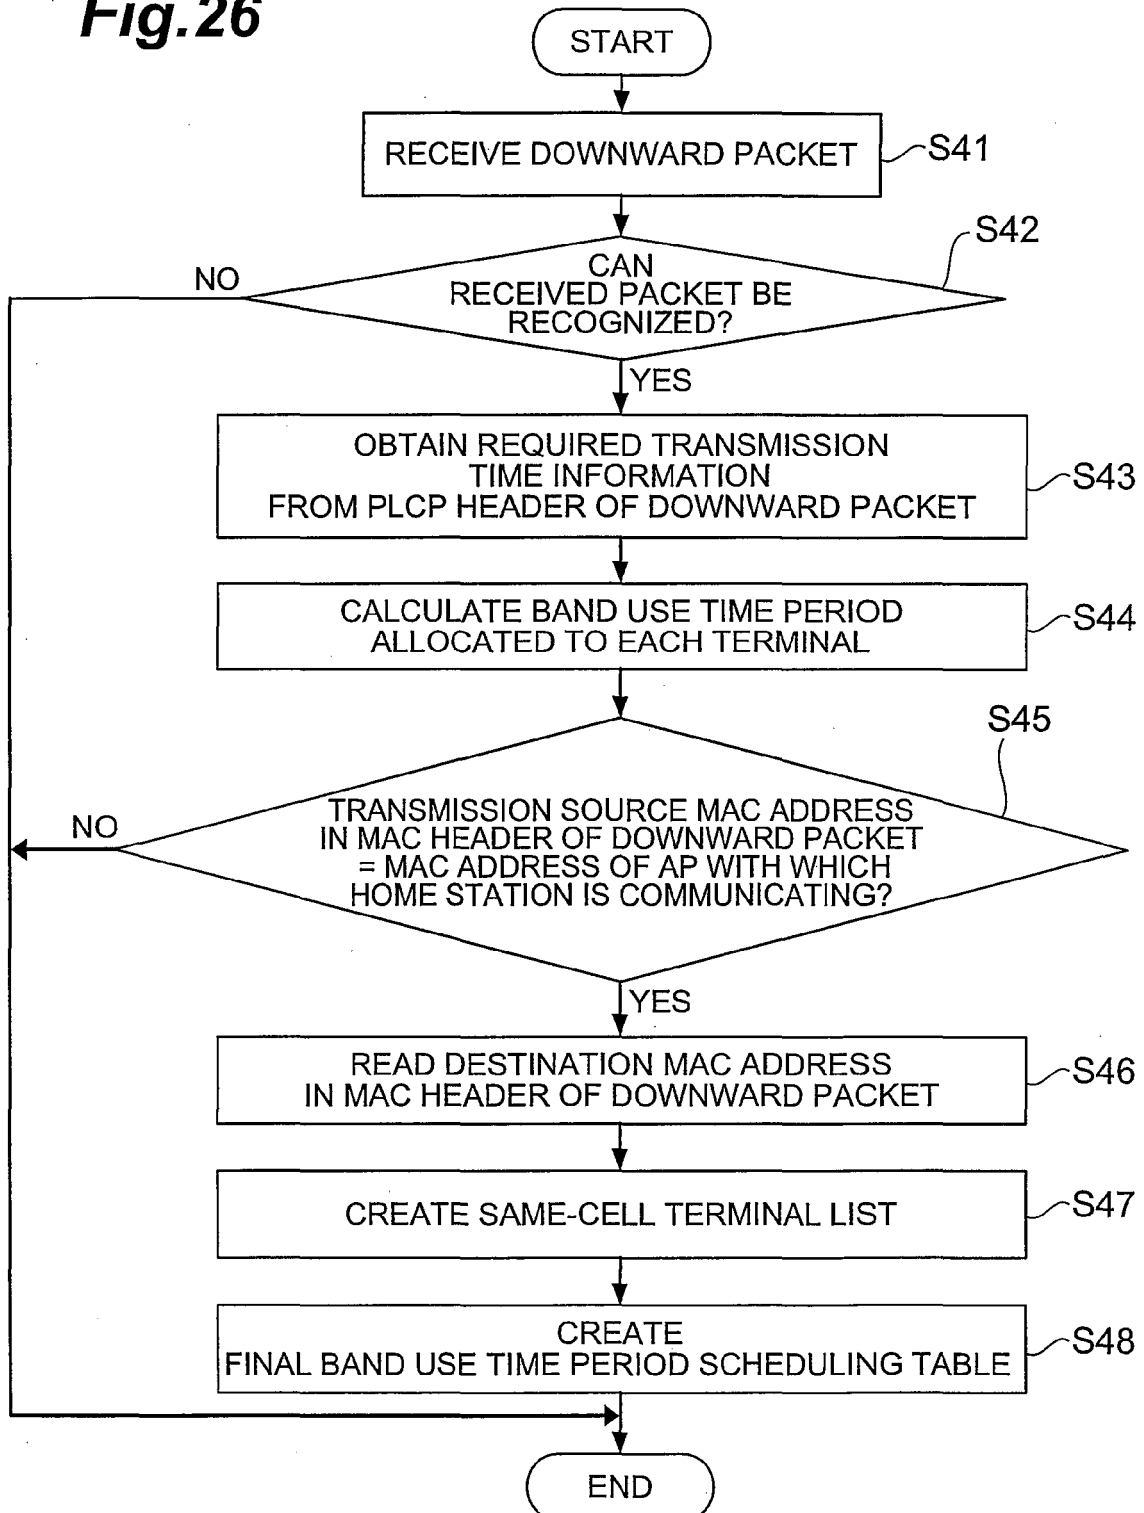 Fig.26
START
RECEIVE DOWNWARD PACKET
S41
S42
CAN
RECEIVED PACKET BE
RECOGNIZED?
NO
YES
OBTAIN REQUIRED TRANSMISSION
TIME INFORMATION
FROM PLCP HEADER OF DOWNWARD PACKET
S43
CALCULATE BAND USE TIME PERIOD
ALLOCATED TO EACH TERMINAL
S44
S45
TRANSMISSION SOURCE MAC ADDRESS
IN MAC HEADER OF DOWNWARD PACKET
= MAC ADDRESS OF AP WITH WHICH
HOME STATION IS COMMUNICATING?
NO
YES
READ DESTINATION MAC ADDRESS
IN MAC HEADER OF DOWNWARD PACKET
S46
CREATE SAME-CELL TERMINAL LIST
S47
CREATE
FINAL BAND USE TIME PERIOD SCHEDULING TABLE
S48
END